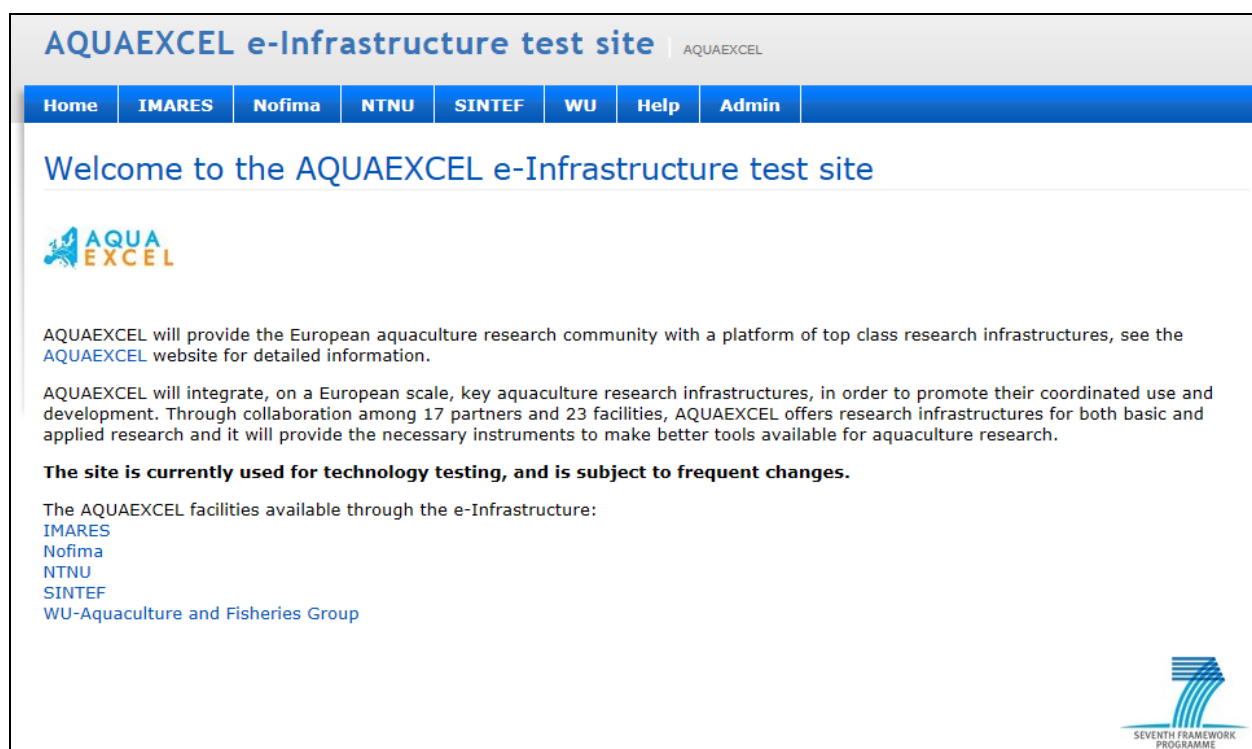 AQUAEXCEL e-Infrastructure test site | AQUAEXCEL
Home IMARES Nofima NTNU SINTEF WU Help Admin
Welcome to the AQUAEXCEL e-Infrastructure test site
AQUA
EXCEL
AQUAEXCEL will provide the European aquaculture research community with a platform of top class research infrastructures, see the
AQUAEXCEL website for detailed information.
AQUAEXCEL will integrate, on a European scale, key aquaculture research infrastructures, in order to promote their coordinated use and
development. Through collaboration among 17 partners and 23 facilities, AQUAEXCEL offers research infrastructures for both basic and
applied research and it will provide the necessary instruments to make better tools available for aquaculture research.
The site is currently used for technology testing, and is subject to frequent changes.
The AQUAEXCEL facilities available through the e-Infrastructure:
IMARES
Nofima
NTNU
SINTEF
WU-Aquaculture and Fisheries Group
7
SEVENTH FRAMEWORK
PROGRAMME